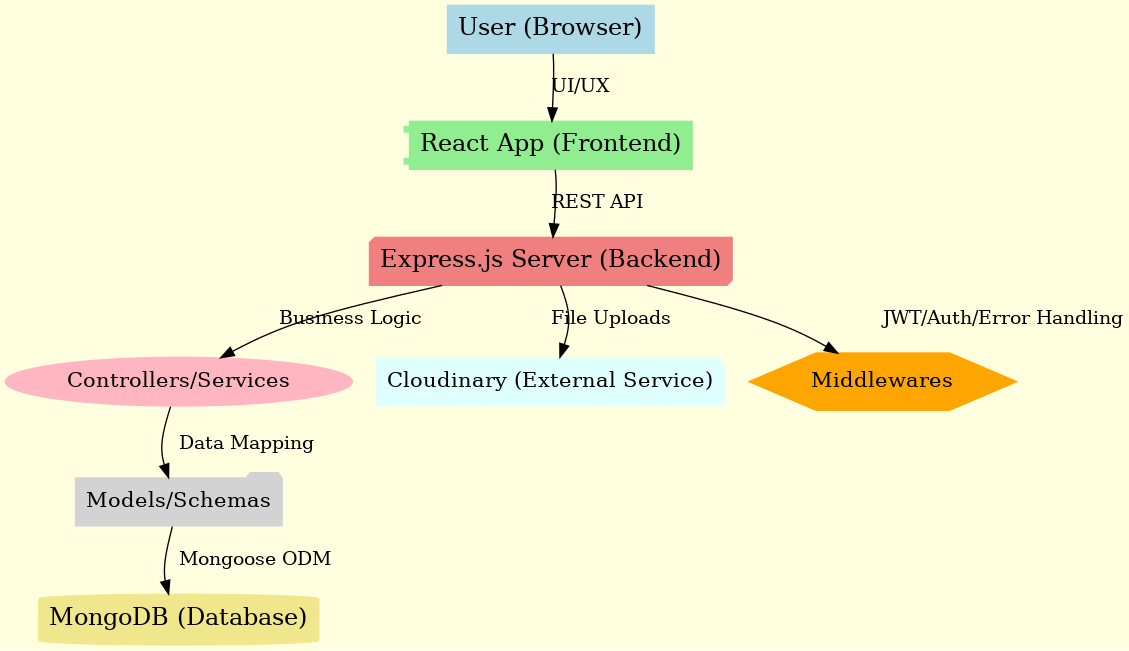 User (Browser)
UI/UX
React App (Frontend)
REST API
Express.js Server (Backend)
Business Logic
File Uploads
JWT/Auth/Error Handling
Controllers/Services
Cloudinary (External Service)
Middlewares
Data Mapping
Models/Schemas
Mongoose ODM
MongoDB (Database)